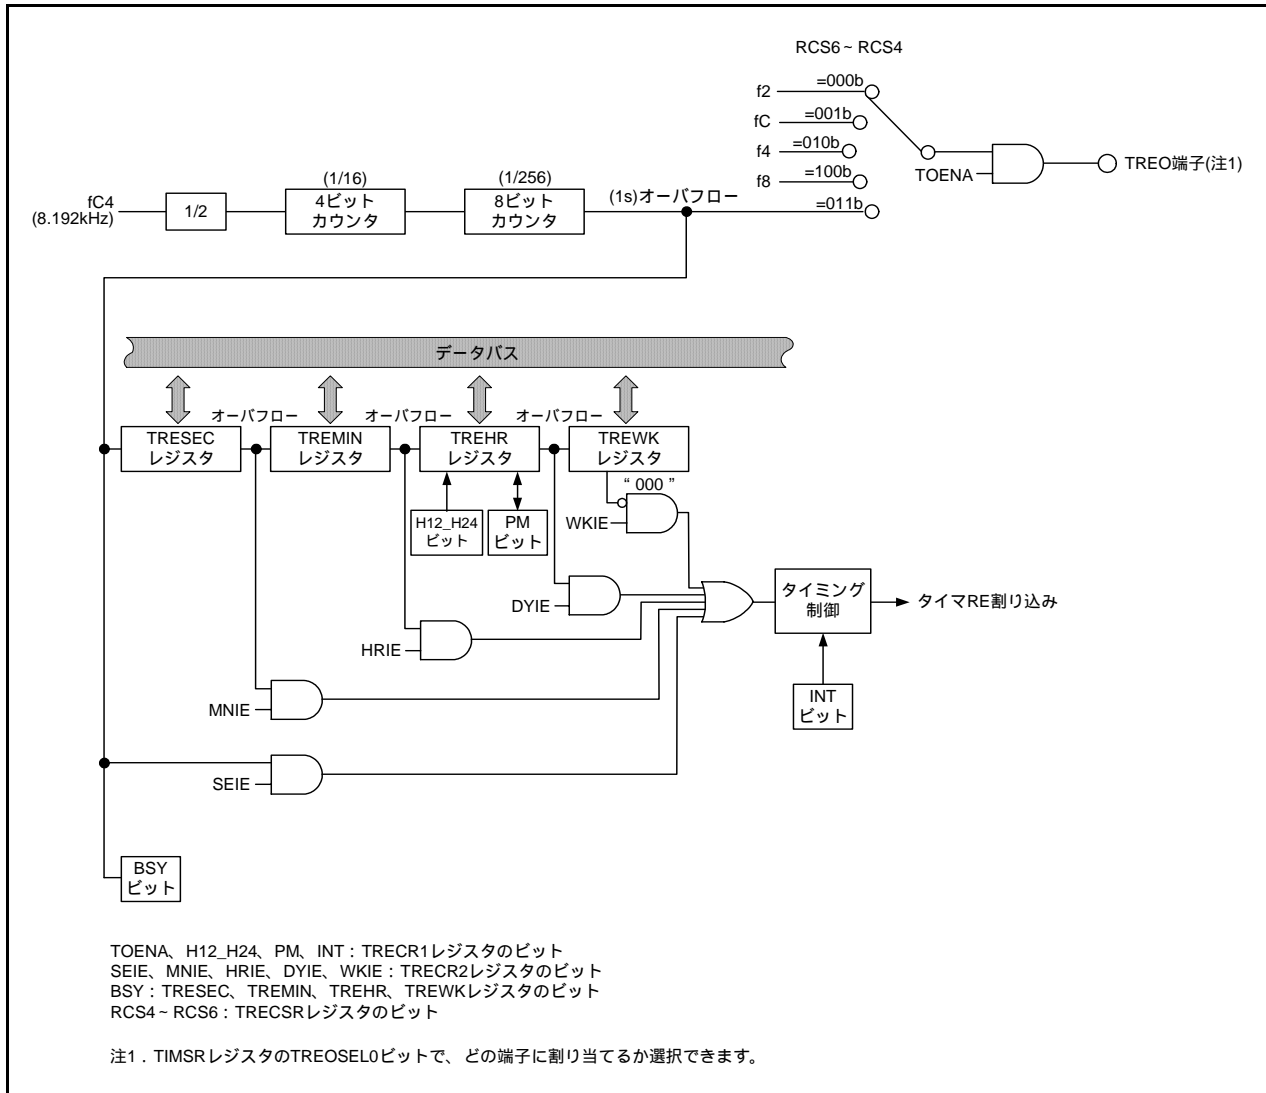 RCS6~RCS4
f2 =000b
fC =001b
f4 =010b
f8 =100b
=011b
TOENA
TREO端子(注1)
fC4
(8.192kHz)
1/2
(1/16)
4ビット
カウンタ
(1/256)
8ビット
カウンタ
(1s)オーバフロー
データバス
オーバフロー
オーバフロー
オーバフロー
TRESEC
レジスタ
TREMIN
レジスタ
TREHR
レジスタ
TREWK
レジスタ
H12_H24
ビット
PM
ビット
“ 000 ”
WKIE
DYIE
HRIE
MNIE
SEIE
タイミング
制御
タイマRE割り込み
INT
ビット
BSY
ビット
TOENA、H12_H24、PM、INT:TRECR1レジスタのビット
SEIE、MNIE、HRIE、DYIE、WKIE:TRECR2レジスタのビット
BSY:TRESEC、TREMIN、TREHR、TREWKレジスタのビット
RCS4~RCS6:TRECSRレジスタのビット
注1.TIMSRレジスタのTREOSEL0ビットで、どの端子に割り当てるか選択できます。